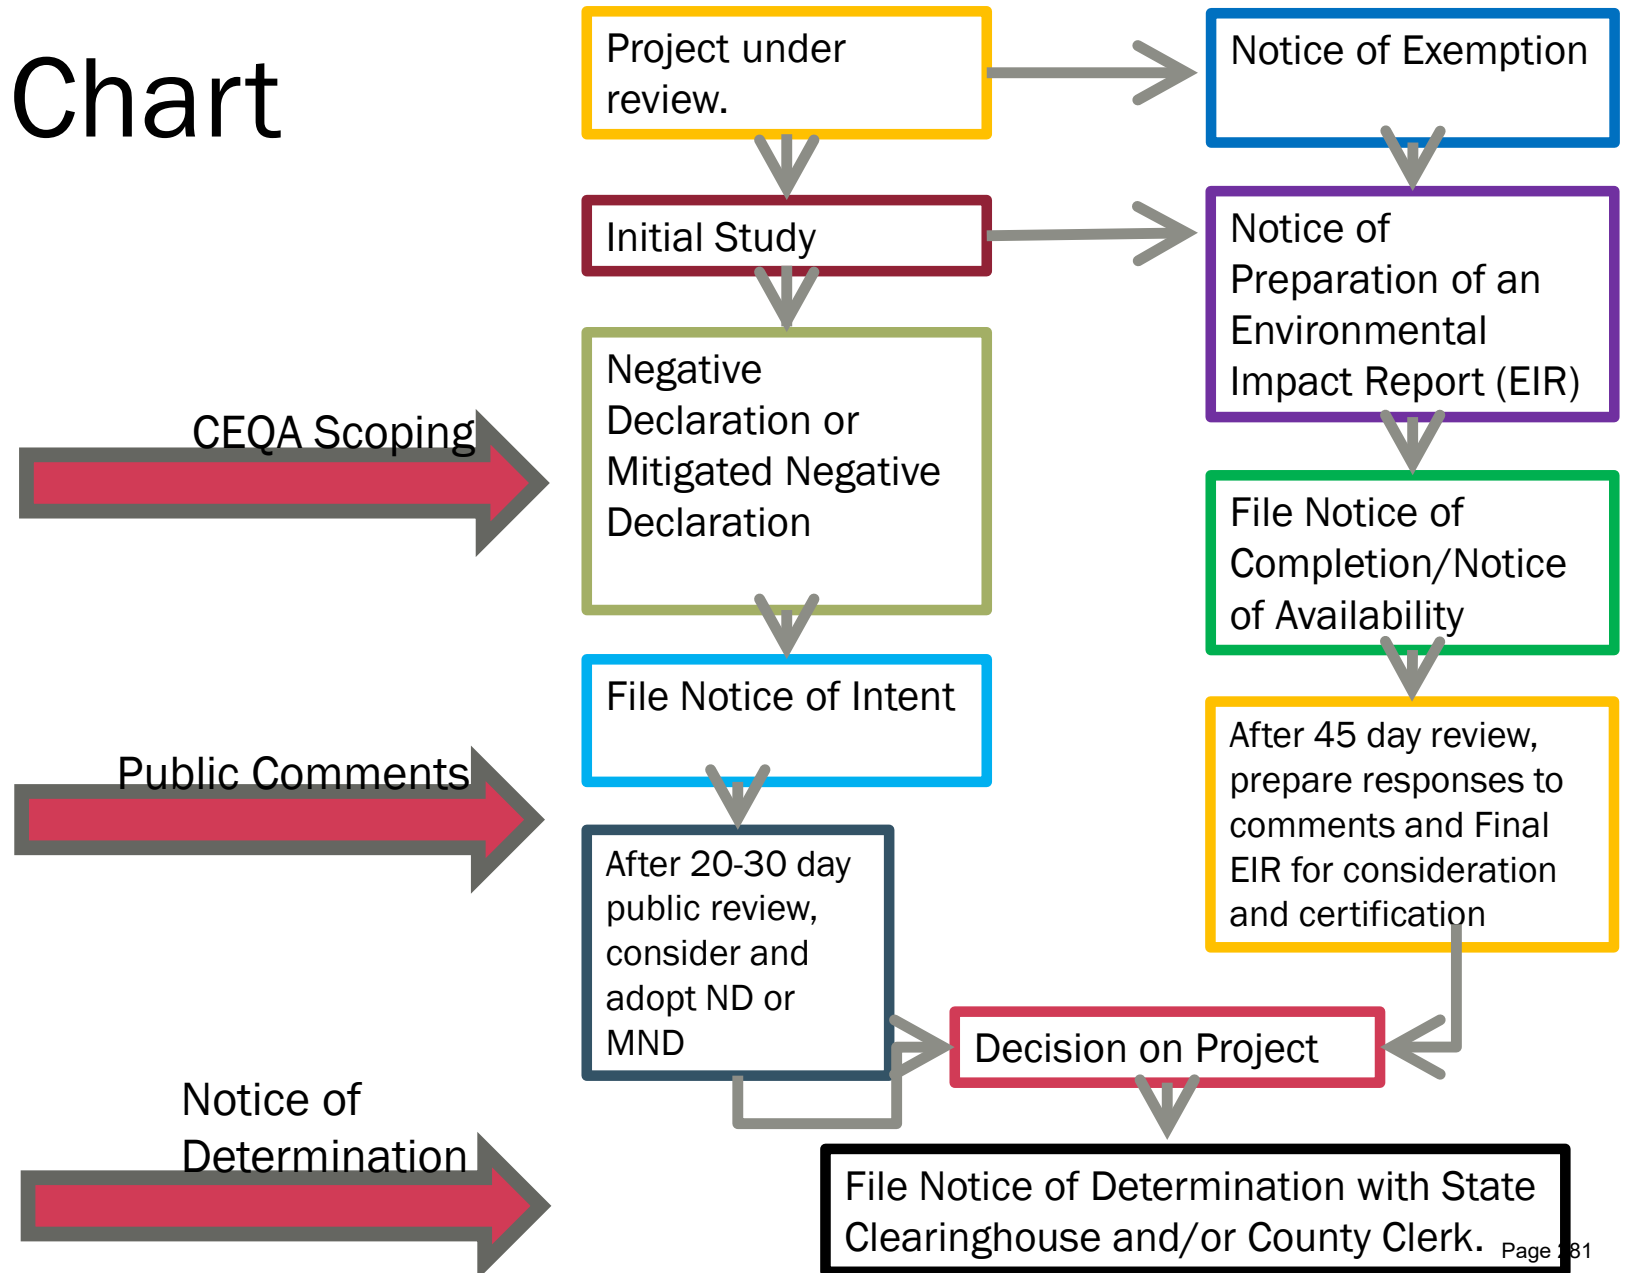 Chart
Project under
review.
Notice of Exemption
Initial Study
Notice of
Preparation of an
Environmental
Impact Report (EIR)
CEQA Scoping
Negative
Declaration or
Mitigated Negative
Declaration
File Notice of
Completion/Notice
of Availability
File Notice of Intent
Public Comments
After 45 day review,
prepare responses to
comments and Final
EIR for consideration
and certification
After 20-30 day
public review,
consider and
adopt ND or
MND
Decision on Project
Notice of
Determination
File Notice of Determination with State
Clearinghouse and/or County Clerk.
Page